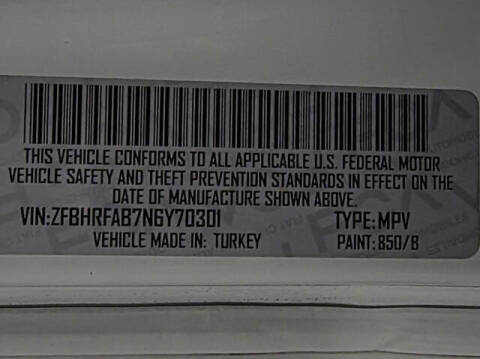 THIS VEHICLE CONFORMS TO ALL APPLICABLE U.S. FEDERAL MOTOR
VEHICLE SAFETY AND THEFT PREVENTION STANDARDS IN EFFECT ON THE
DATE OF MANUFACTURE SHOWN ABOVE.
VIN:ZFBHRFAB7N6Y70301 TYPE:MPV
VEHICLE MADE IN: TURKEY PAINT:850/B